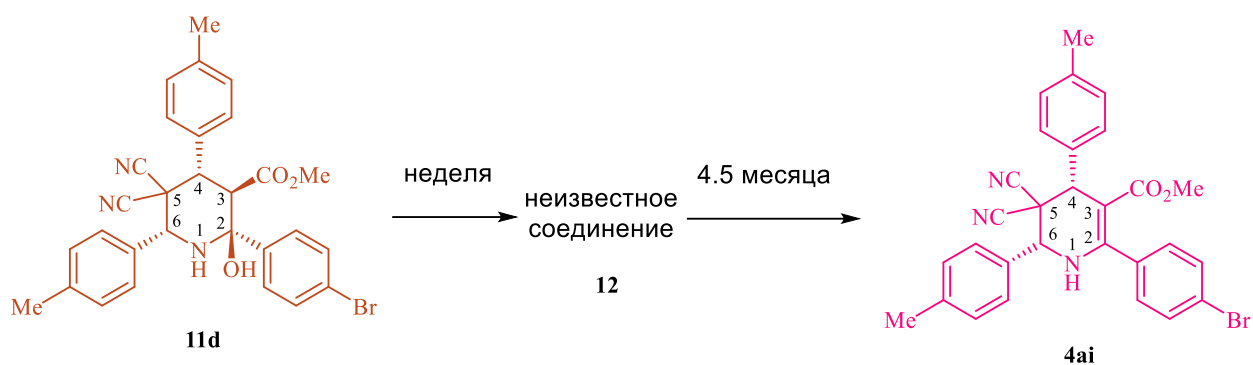 Me
NC
NC
5
4
3
CO₂Me
6
1
N
H
2
OH
Me
Br
11d
неделя
неизвестное
соединение
12
4.5 месяца
Me
NC
NC
5
4
3
CO₂Me
6
1
N
H
2
Me
Br
4ai